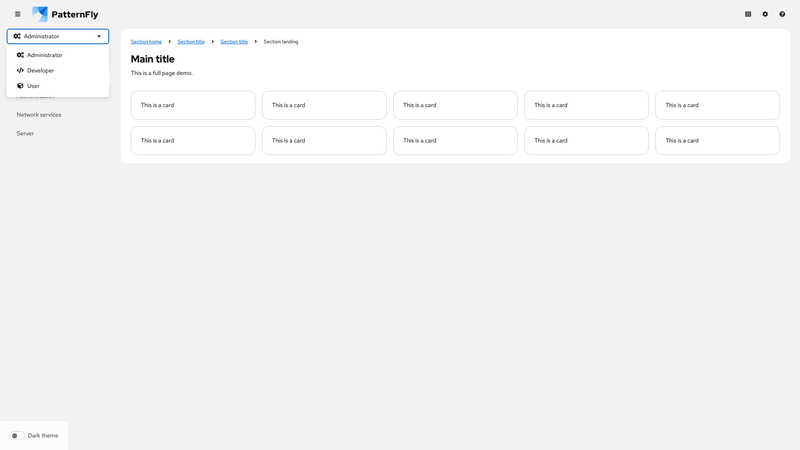 PatternFly
Administrator
Administrator
Developer
User
Network services
Server
Section home
Section title
Section title
Section landing
Main title
This is a full page demo.
This is a card
This is a card
This is a card
This is a card
This is a card
This is a card
This is a card
This is a card
This is a card
This is a card
Dark theme